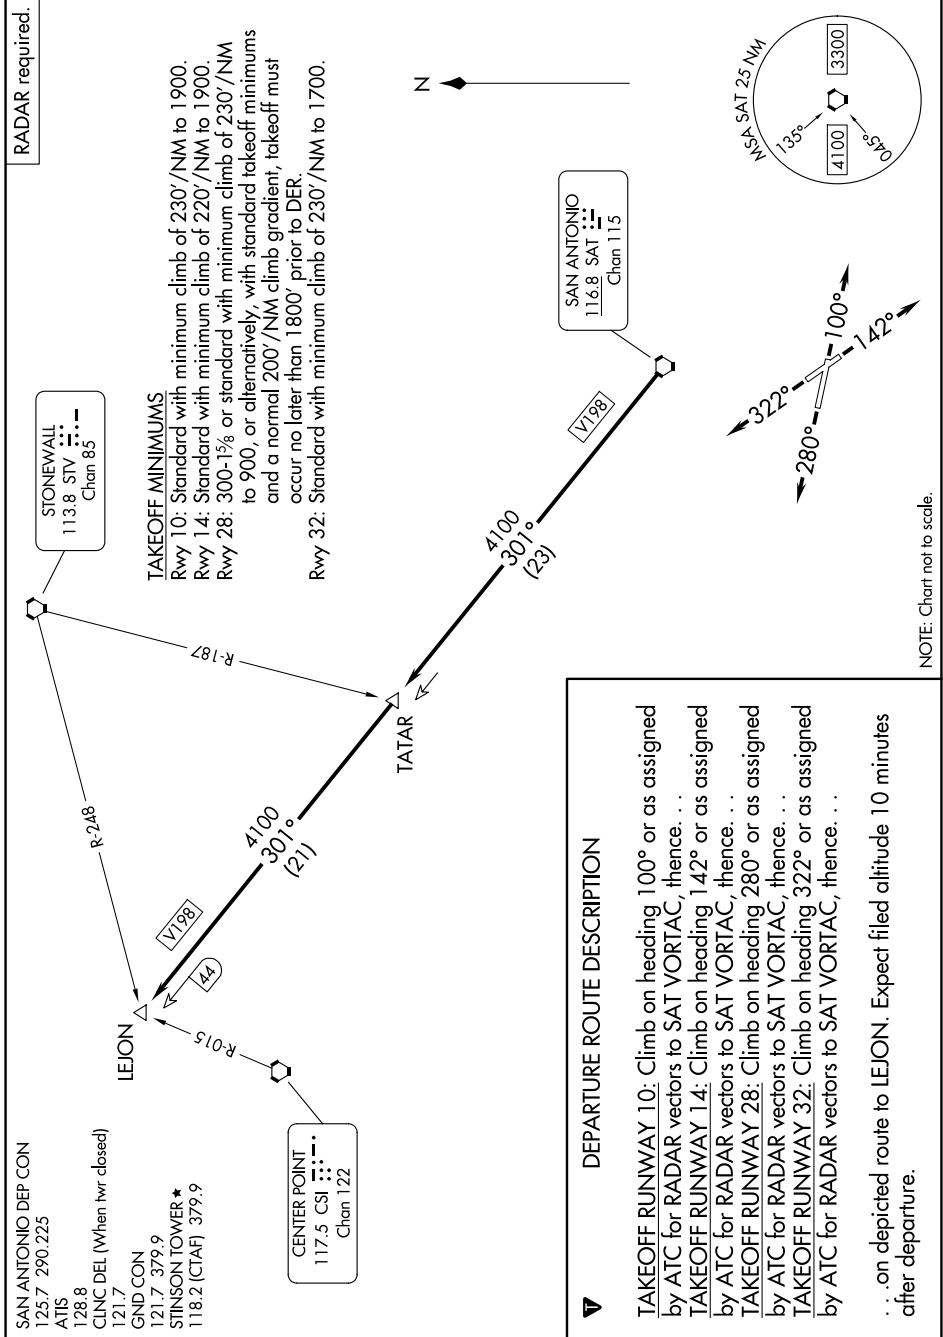 SAN ANTONIO DEP CON
125.7 290.225
ATIS
128.8
CLNC DEL (When twr closed)
121.7
GND CON
121.7 379.9
STINSON TOWER★
118.2 (CTAF) 379.9
RADAR required.
STONEWALL
113.8 STV
Chan 85
TAKEOFF MINIMUMS
Rwy 10: Standard with minimum climb of 230'/NM to 1900.
Rwy 14: Standard with minimum climb of 220'/NM to 1900.
Rwy 28: 300-1⅝ or standard with minimum climb of 230'/NM
to 900, or alternatively, with standard takeoff minimums
and a normal 200'/NM climb gradient, takeoff must
occur no later than 1800' prior to DER.
Rwy 32: Standard with minimum climb of 230'/NM to 1700.
R-248
R-187
LEJON
R-015
44
V198
4100
301°
(21)
CENTER POINT
117.5 CSI
Chan 122
TATAR
4100
301°
(23)
V198
N
SAN ANTONIO
116.8 SAT
Chan 115
MSA SAT 25 NM
135°
045°
4100
3300
322°
280°
100°
142°
NOTE: Chart not to scale.
T
DEPARTURE ROUTE DESCRIPTION
TAKEOFF RUNWAY 10: Climb on heading 100° or as assigned
by ATC for RADAR vectors to SAT VORTAC, thence. . .
TAKEOFF RUNWAY 14: Climb on heading 142° or as assigned
by ATC for RADAR vectors to SAT VORTAC, thence. . .
TAKEOFF RUNWAY 28: Climb on heading 280° or as assigned
by ATC for RADAR vectors to SAT VORTAC, thence. . .
TAKEOFF RUNWAY 32: Climb on heading 322° or as assigned
by ATC for RADAR vectors to SAT VORTAC, thence. . .
. . .on depicted route to LEJON. Expect filed altitude 10 minutes
after departure.